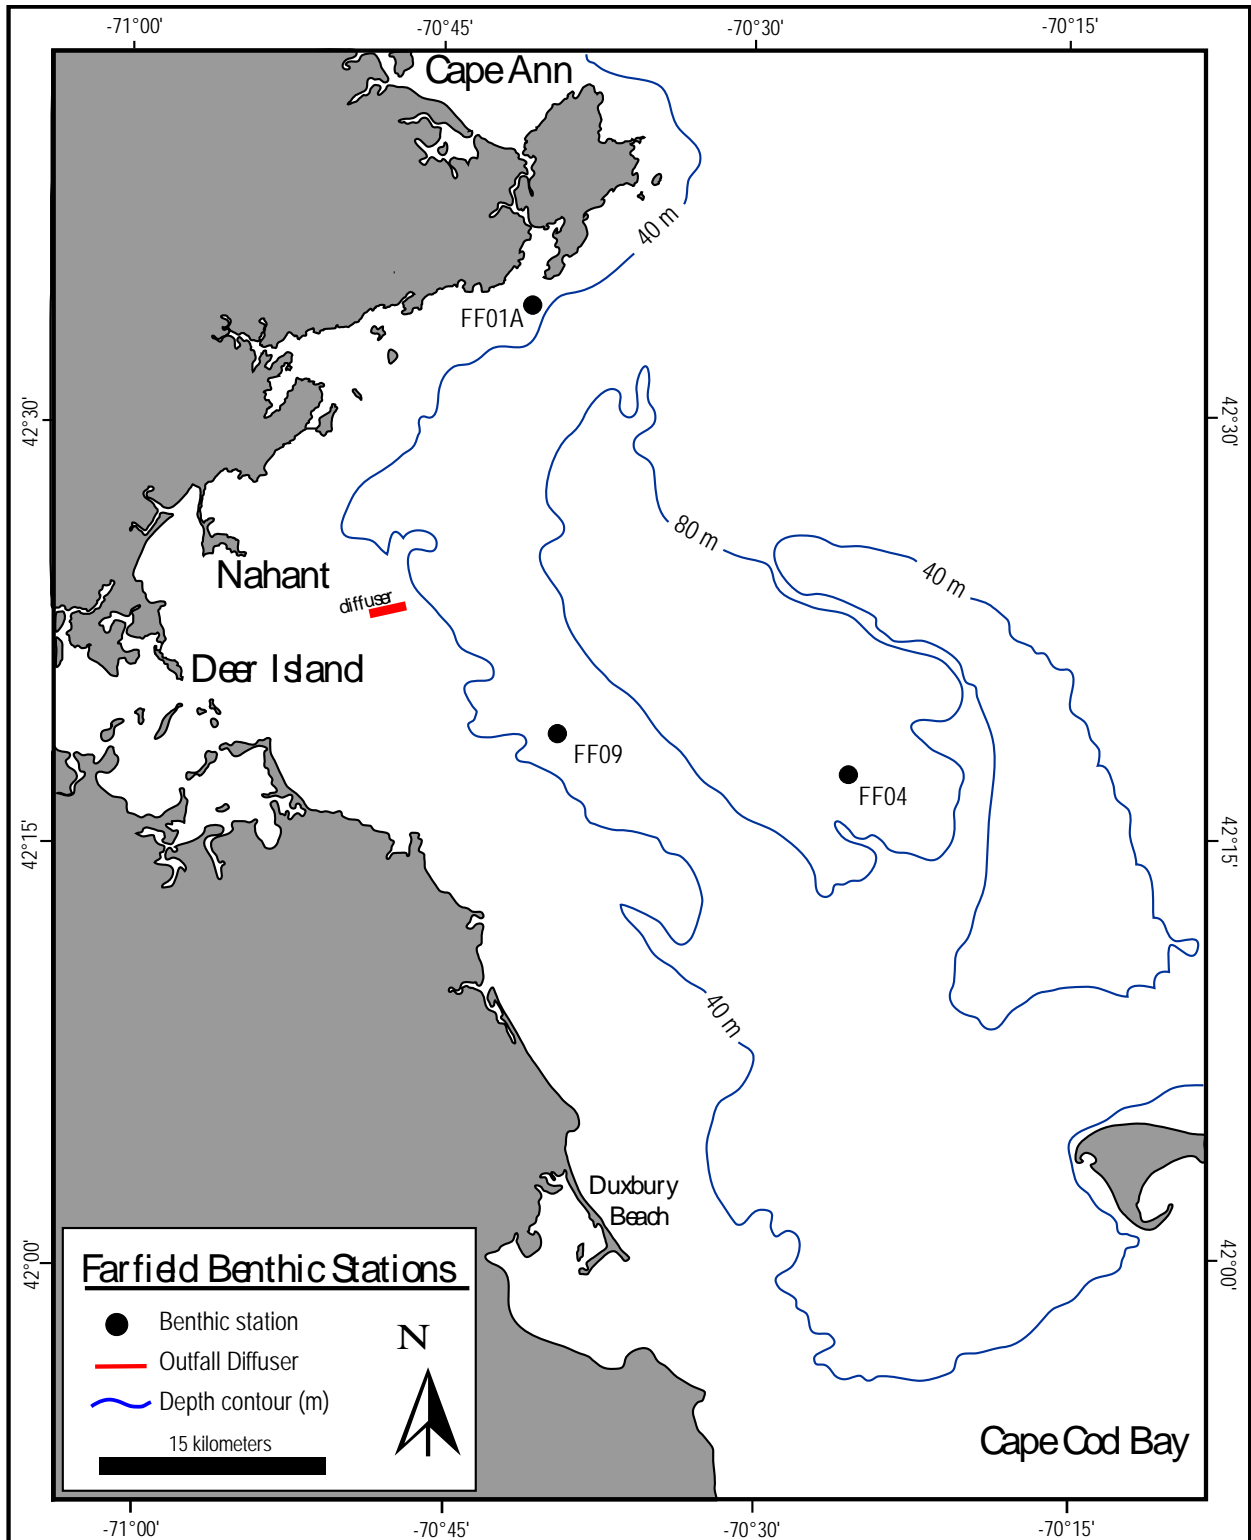 -71°00'
-70°45'
-70°30'
-70°15'
Cape Ann
40 m
FF01A
42°30'
42°30'
80 m
40 m
Nahant
diffuser
Deer Island
FF09
FF04
42°15'
42°15'
40 m
Duxbury
Beach
42°00'
42°00'
Farfield Benthic Stations
Benthic station
N
Outfall Diffuser
Depth contour (m)
15 kilometers
Cape Cod Bay
-71°00'
-70°45'
-70°30'
-70°15'